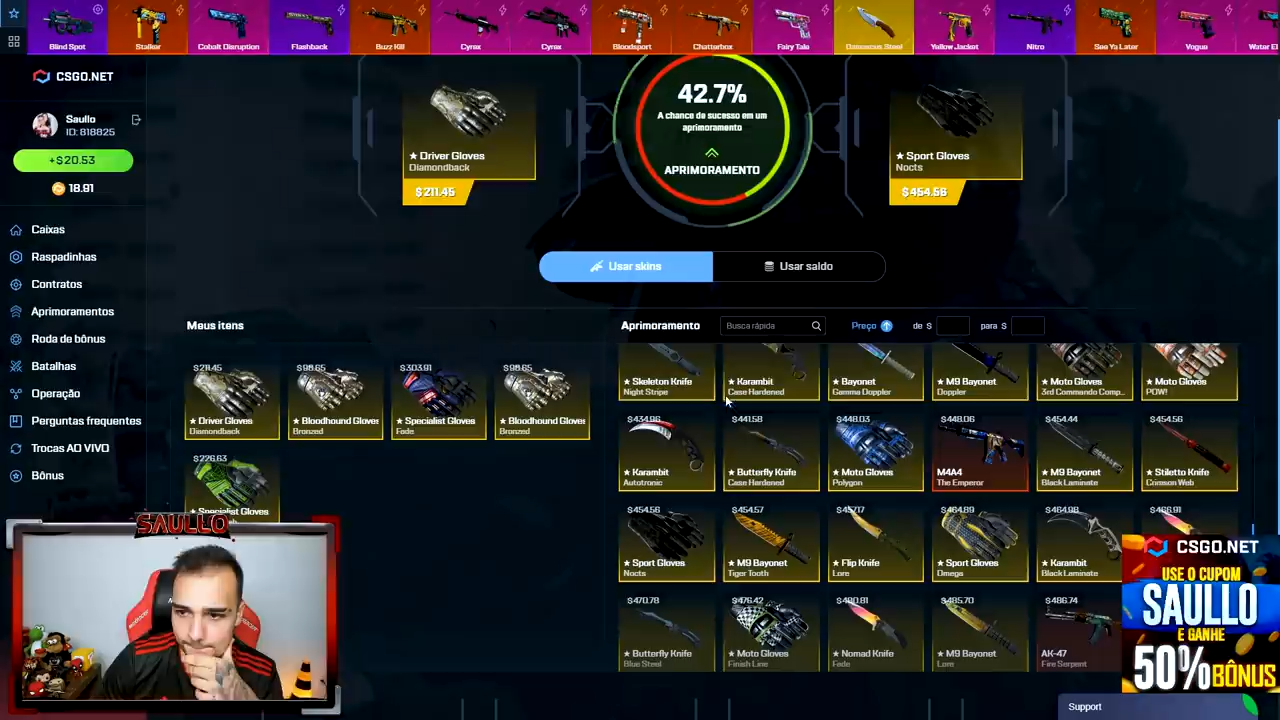 Blind Spot
Stalker
Cobalt Disruption
Flashback
Buzz Kill
Cyrex
Cyrex
Bloodsport
Chatterbox
Fairy Tale
Damascus Steel
Yellow Jacket
Nitro
See Ya Later
Vogue
Water El
CSGO.NET
Saullo
ID: 818825
+$20.53
18.91
Caixas
Raspadinhas
Contratos
Aprimoramentos
Roda de bônus
Batalhas
Operação
Perguntas frequentes
Trocas AO VIVO
Bônus
★ Driver Gloves
Diamondback
$211.45
42.7%
A chance de sucesso em um
aprimoramento
APRIMORAMENTO
★ Sport Gloves
Nocts
$454.56
Usar skins
Usar saldo
Meus itens
$211.45
★ Driver Gloves
Diamondback
$98.65
★ Bloodhound Gloves
Bronzed
$303.91
★ Specialist Gloves
Fade
$98.65
★ Bloodhound Gloves
Bronzed
$226.63
★ Specialist Gloves
Aprimoramento
Busca rápida
Preço
de $
para $
★ Skeleton Knife
Night Stripe
★ Karambit
Case Hardened
★ Bayonet
Gamma Doppler
★ M9 Bayonet
Doppler
★ Moto Gloves
3rd Commando Comp...
★ Moto Gloves
POW!
$434.96
★ Karambit
Autotronic
$441.58
★ Butterfly Knife
Case Hardened
$448.03
★ Moto Gloves
Polygon
$448.06
M4A4
The Emperor
$454.44
★ M9 Bayonet
Black Laminate
$454.56
★ Stiletto Knife
Crimson Web
$454.56
★ Sport Gloves
Nocts
$454.57
★ M9 Bayonet
Tiger Tooth
$457.17
★ Flip Knife
Lore
$464.89
★ Sport Gloves
Omega
$464.98
★ Karambit
Black Laminate
$466.91
$470.78
★ Butterfly Knife
Blue Steel
$476.42
★ Moto Gloves
Finish Line
$480.81
★ Nomad Knife
Fade
$485.70
★ M9 Bayonet
Lore
$486.74
AK-47
Fire Serpent
SAULLO
CSGO.NET
USE O CUPOM
SAULLO
E GANHE
50% BÔNUS
Support